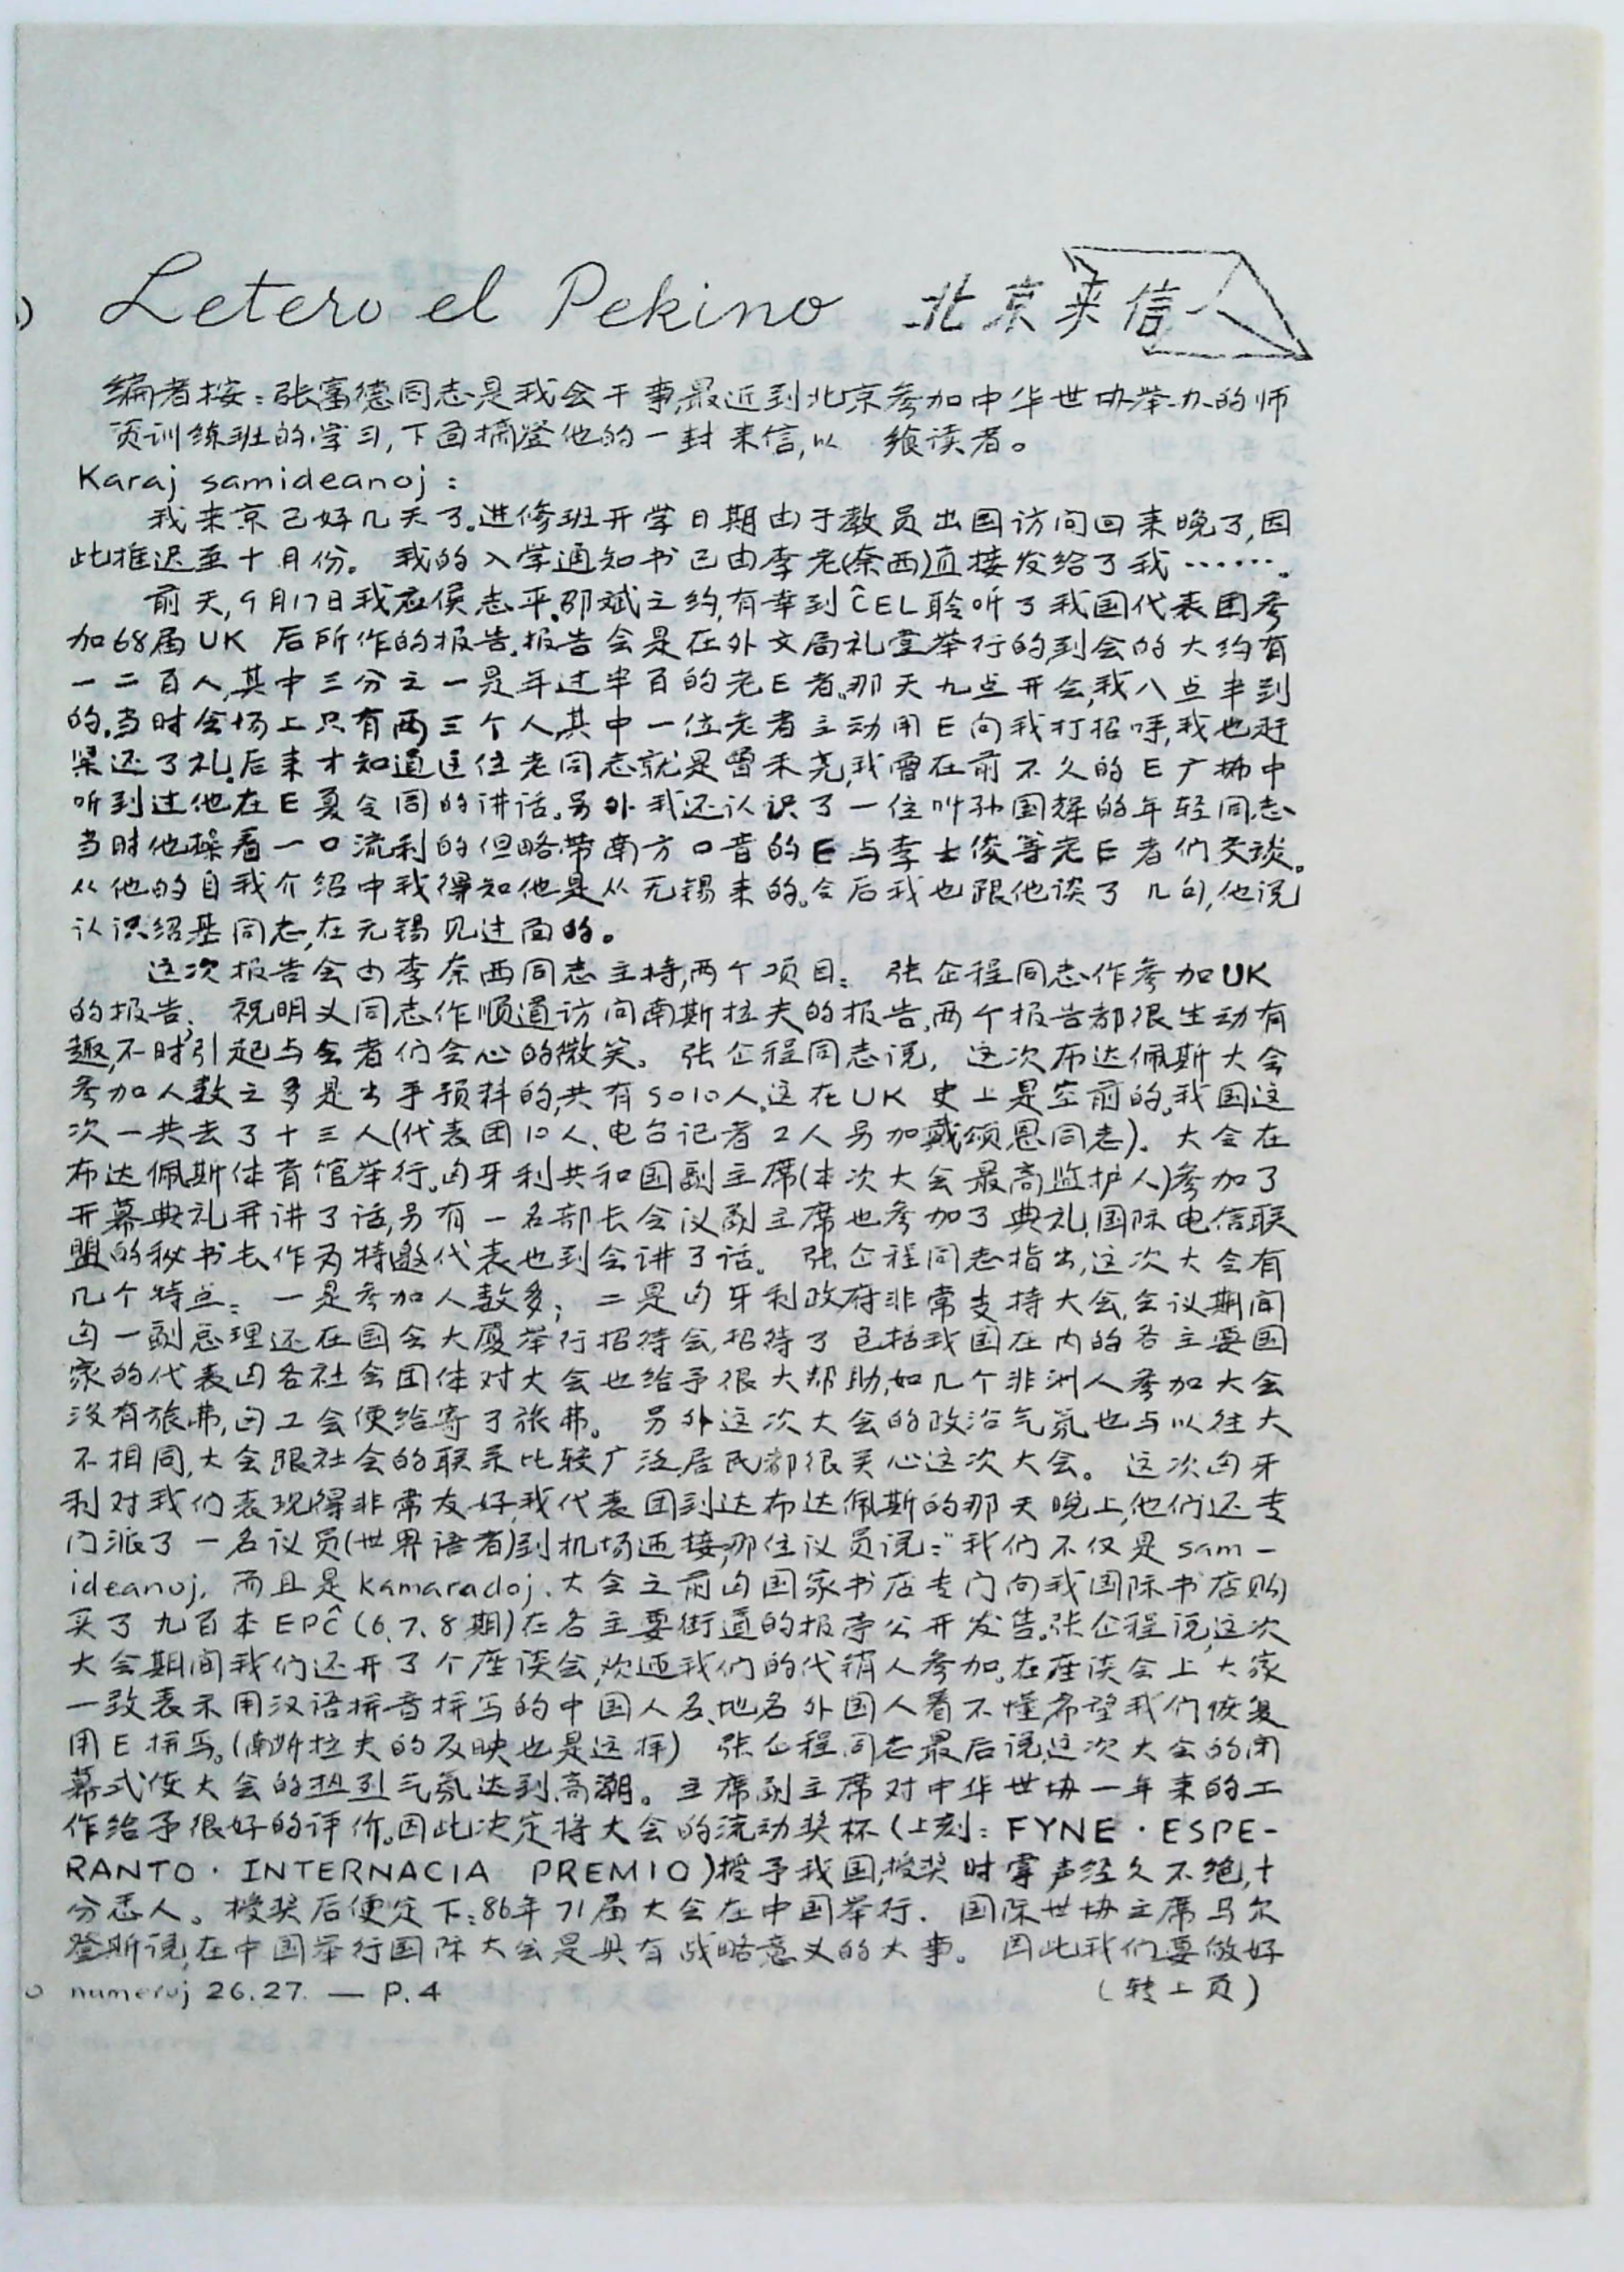 Letero el Pekino 北京来信
编者按：张富德同志是我会干事,最近到北京参加中华世协举办的师
资训练班的学习,下面摘登他的一封来信,以 飨读者。
Karaj samideanoj：
我来京已好几天了。进修班开学日期由于教员出国访问回来晚了,因
此推迟至十月份。 我的入学通知书已由李老(奈西)直接发给了我……。
前天,9月17日我应侯志平、邵斌之约,有幸到ĈEL聆听了我国代表团参
加68届UK 后所作的报告。报告会是在外文局礼堂举行的,到会的大约有
一二百人,其中三分之一是年过半百的老E者。那天九点开会,我八点半到
的。当时会场上只有两三个人,其中一位老者主动用E向我打招呼,我也赶
紧还了礼。后来才知道这位老同志就是曾禾尧,我曾在前不久的E广播中
听到过他在E夏令同的讲话。另外我还认识了一位叫孙国辉的年轻同志
当时他操着一口流利的但略带南方口音的E与李士俊等老E者们交谈。
从他的自我介绍中我得知他是从无锡来的。会后我也跟他谈了 几句,他说
认识绍基同志,在无锡见过面的。
这次报告会由李奈西同志主持,两个项目： 张企程同志作参加UK
的报告； 祝明义同志作顺道访问南斯拉夫的报告。两个报告都很生动有
趣,不时引起与会者们会心的微笑。 张企程同志说, 这次布达佩斯大会
参加人数之多是出乎预料的,共有5010人。这在UK 史上是空前的。我国这
次一共去了十三人(代表团10人、电台记者2人另加戴颂恩同志)。 大会在
布达佩斯体育馆举行。匈牙利共和国副主席(本次大会最高监护人)参加了
开幕典礼并讲了话,另有一名部长会议副主席也参加了典礼,国际电信联
盟的秘书长作为特邀代表也到会讲了话。 张企程同志指出,这次大会有
几个特点： 一是参加人数多； 二是匈牙利政府非常支持大会,会议期间
匈一副总理还在国会大厦举行招待会,招待了包括我国在内的各主要国
家的代表。匈各社会团体对大会也给予很大帮助,如几个非洲人参加大会
没有旅费,匈工会便给寄了旅费。 另外这次大会的政治气氛也与以往大
不相同,大会跟社会的联系比较广泛,居民都很关心这次大会。 这次匈牙
利对我们表现得非常友好,我代表团到达布达佩斯的那天晚上,他们还专
门派了一名议员(世界语者)到机场迎接,那位议员说：“我们不仅是 sam-
ideanoj, 而且是 kamaradoj. 大会之前匈国家书店专门向我国际书店购
买了九百本EPĈ(6、7、8期)在各主要街道的报亭公开发售。张企程说,这次
大会期间我们还开了个座谈会,欢迎我们的代销人参加。在座谈会上大家
一致表示用汉语拼音拼写的中国人名、地名外国人看不懂,希望我们恢复
用E拼写。(南斯拉夫的反映也是这样) 张企程同志最后说,这次大会的闭
幕式使大会的热烈气氛达到高潮。 主席副主席对中华世协一年来的工
作给予很好的评价。因此决定将大会的流动奖杯(上刻：FYNE·ESPE-
RANTO·INTERNACIA PREMIO)授予我国,授奖时掌声经久不绝,十
分悉人。 授奖后便定下：86年71届大会在中国举行. 国际世协主席马尔
登斯说,在中国举行国际大会是具有战略意义的大事。 因此我们要做好
numeroj 26.27. — P.4 (转上页)